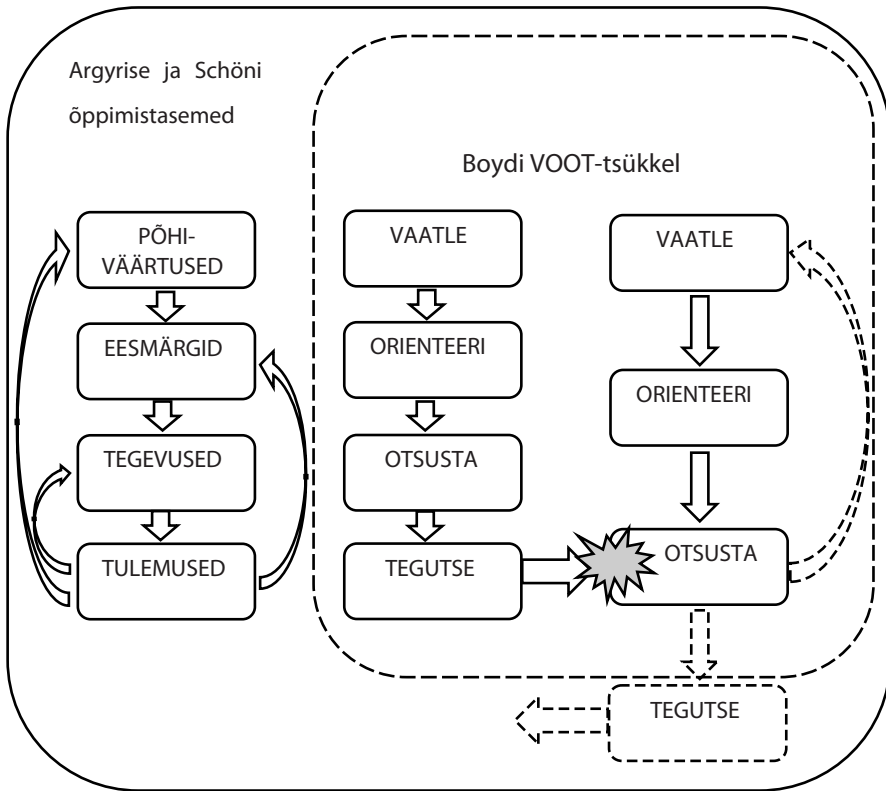 Argyrise ja Schöni
õppimistasemed
Boydi VOOT-tsükkel
PÕHI-
VÄÄRTUSED
EESMÄRGID
TEGEVUSED
TULEMUSED
VAATLE
ORIENTEERI
OTSUSTA
TEGUTSE
VAATLE
ORIENTEERI
OTSUSTA
TEGUTSE